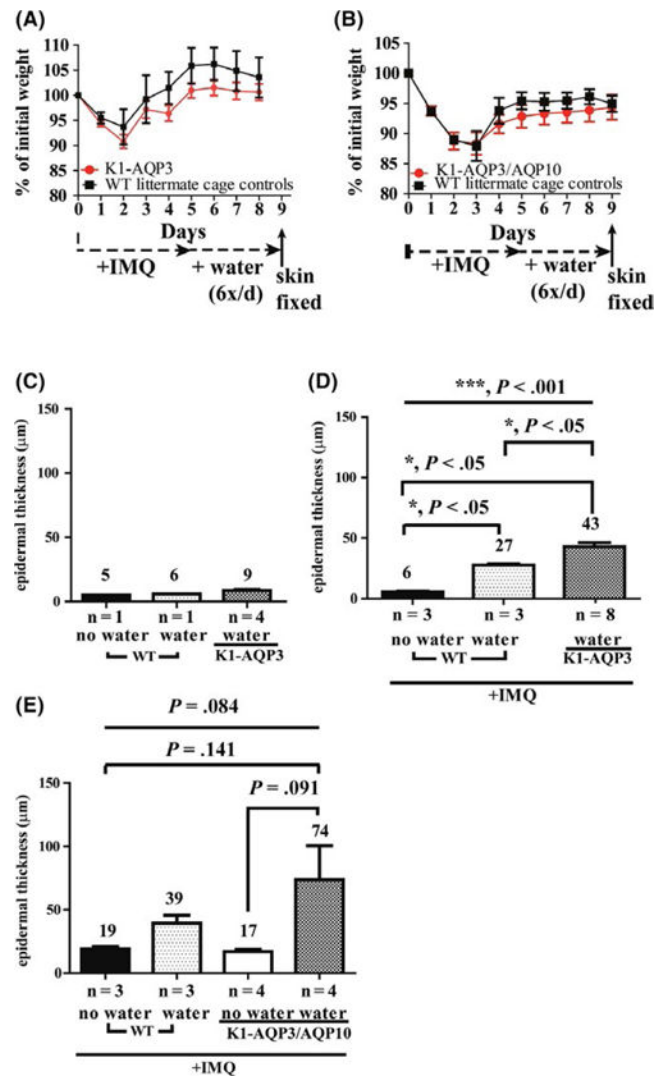 (A)
% of initial weight
110
105
100
95
90
85
80
K1-AQP3
WT littermate cage controls
0 1 2 3 4 5 6 7 8 9
Days
+IMQ + water
(6x/d)
skin
fixed
(B)
% of initial weight
105
100
95
90
85
80
K1-AQP3/AQP10
WT littermate cage controls
0 1 2 3 4 5 6 7 8 9
Days
+IMQ + water
(6x/d)
skin
fixed
(C)
epidermal thickness (μm)
150
100
50
0
5 6 9
n=1 n=1 n=4
no water water water
WT K1-AQP3
(D)
epidermal thickness (μm)
150
100
50
0
***, P < .001
*, P < .05
*, P < .05
*, P < .05
6 27 43
n=3 n=3 n=8
no water water water
WT K1-AQP3
+IMQ
(E)
epidermal thickness (μm)
150
100
50
0
P = .084
P = .141
P = .091
19 39 17 74
n=3 n=3 n=4 n=4
no water water no water water
WT K1-AQP3/AQP10
+IMQ